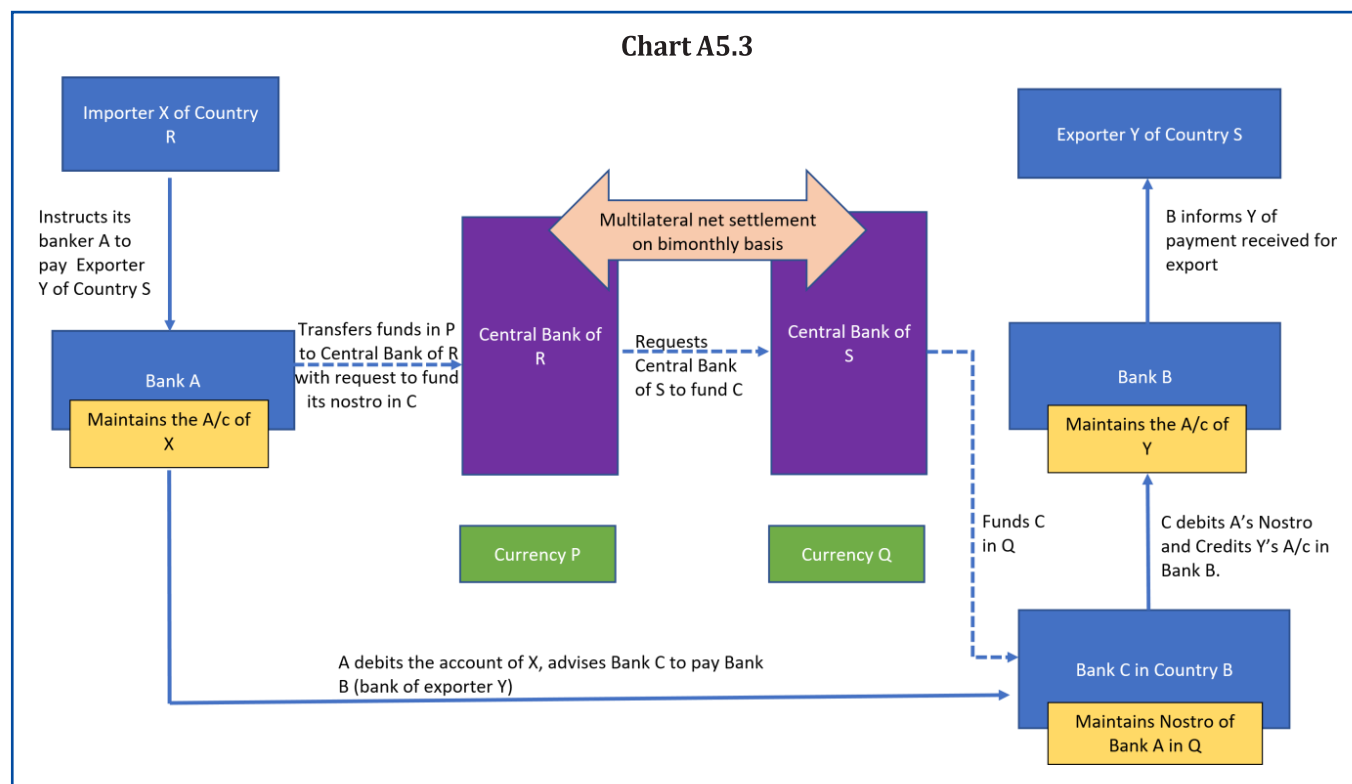 Chart A5.3
Importer X of Country
R
Exporter Y of Country S
Instructs its
banker A to
pay Exporter
Y of Country S
Multilateral net settlement
on bimonthly basis
B informs Y of
payment received for
export
Bank A
Maintains the A/c of
X
Transfers funds in P
to Central Bank of R
with request to fund
its nostro in C
Central Bank of
R
Requests
Central Bank
of S to fund C
Central Bank of
S
Bank B
Maintains the A/c of
Y
Currency P
Currency Q
Funds C
in Q
C debits A’s Nostro
and Credits Y’s A/c in
Bank B.
A debits the account of X, advises Bank C to pay Bank
B (bank of exporter Y)
Bank C in Country B
Maintains Nostro of
Bank A in Q